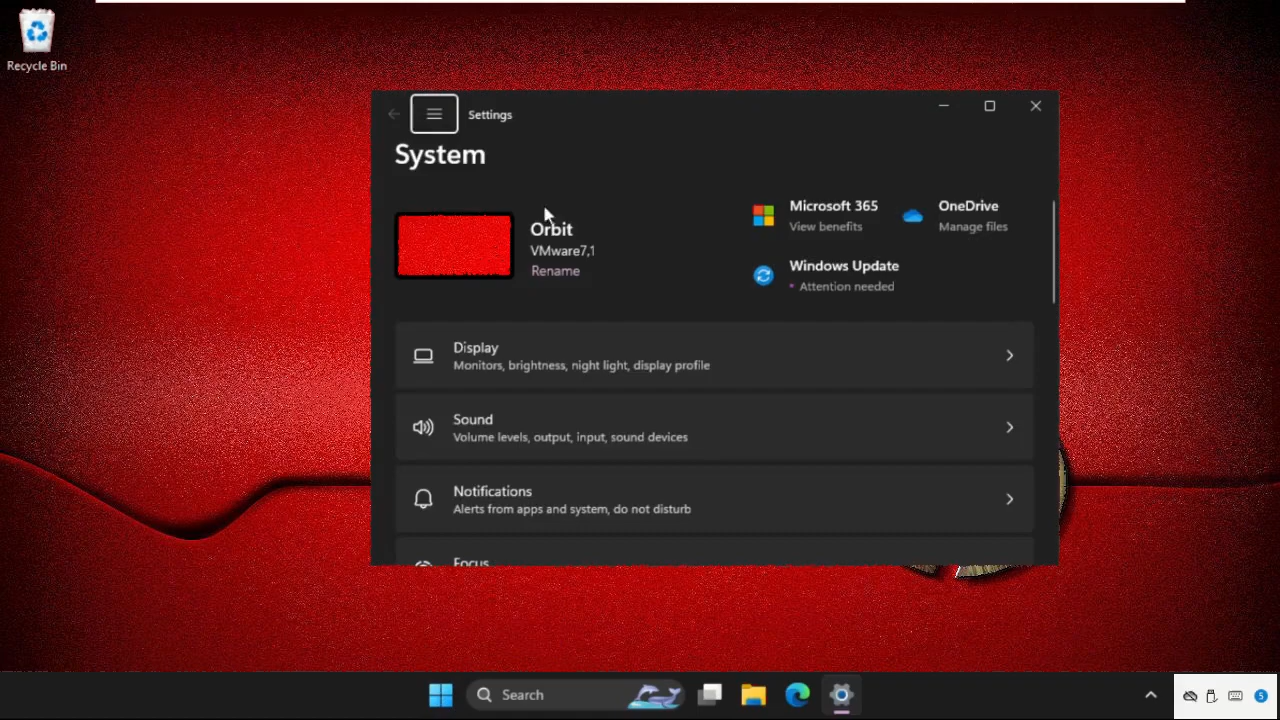 Recycle Bin
Settings
System
Orbit
VMware7,1
Rename
Microsoft 365
View benefits
OneDrive
Manage files
Windows Update
Attention needed
Display
Monitors, brightness, night light, display profile
Sound
Volume levels, output, input, sound devices
Notifications
Alerts from apps and system, do not disturb
Focus
Search
5